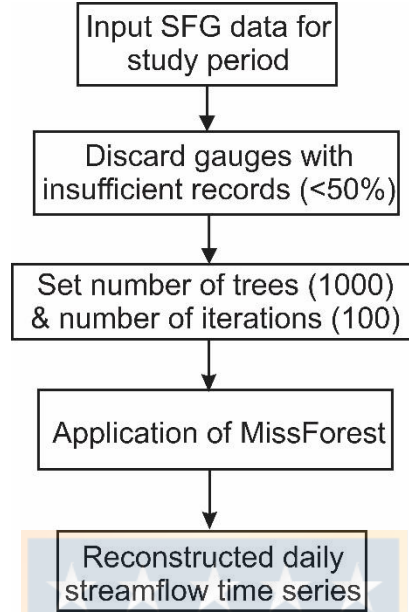 Input SFG data for
study period
Discard gauges with
insufficient records (<50%)
Set number of trees (1000)
& number of iterations (100)
Application of MissForest
Reconstructed daily
streamflow time series